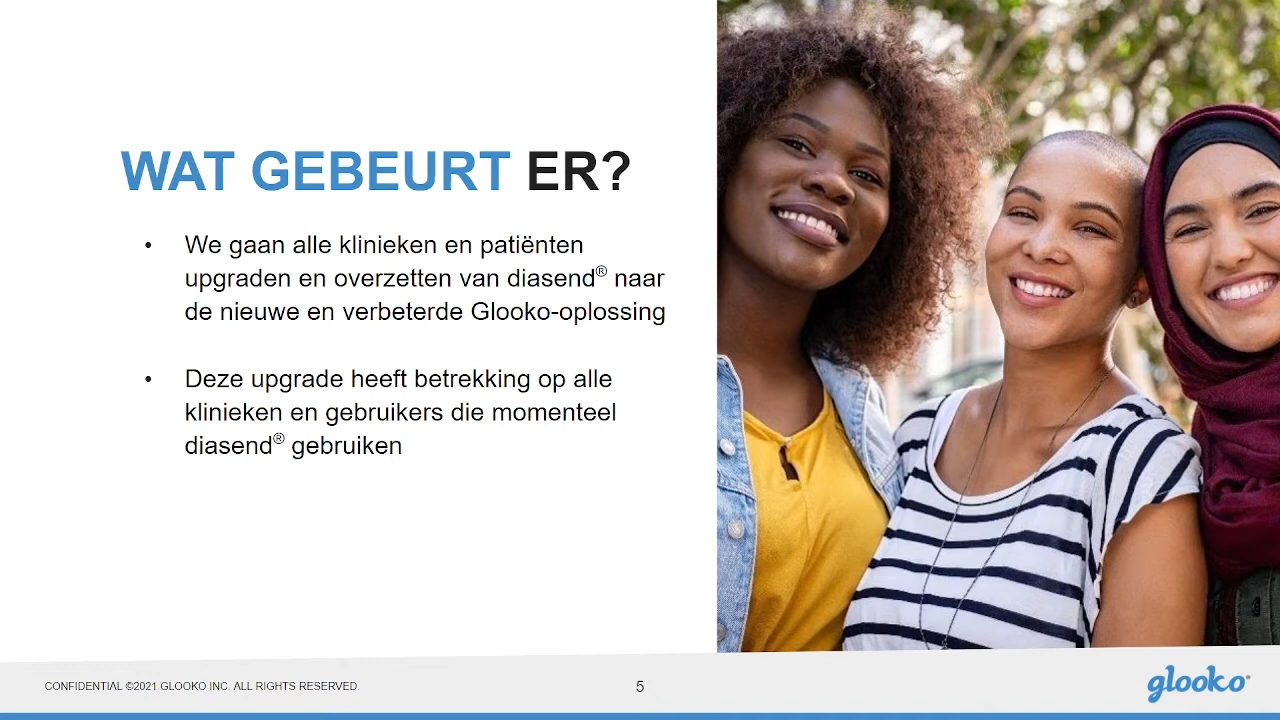 WAT GEBEURT ER?
• We gaan alle klinieken en patiënten
upgraden en overzetten van diasend® naar
de nieuwe en verbeterde Glooko-oplossing
• Deze upgrade heeft betrekking op alle
klinieken en gebruikers die momenteel
diasend® gebruiken
CONFIDENTIAL ©2021 GLOOKO INC. ALL RIGHTS RESERVED.
5
glooko®